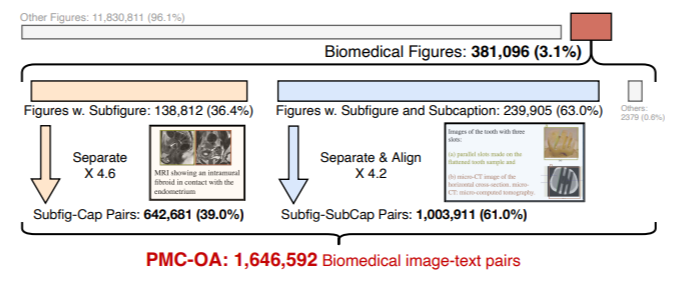 Other Figures: 11,830,811 (96.1%)
Biomedical Figures: 381,096 (3.1%)
Figures w. Subfigure: 138,812 (36.4%)
Figures w. Subfigure and Subcaption: 239,905 (63.0%)
Others:
2379 (0.6%)
Separate
X 4.6
MRI showing an intramural
fibroid in contact with the
endometrium
Separate & Align
X 4.2
Images of the tooth with three
slots:
(a) parallel slots made on the
flattened tooth sample and
(b) micro-CT image of the
horizontal cross-section, micro-
CT: micro-computed tomography.
Subfig-Cap Pairs: 642,681 (39.0%)
Subfig-SubCap Pairs: 1,003,911 (61.0%)
PMC-OA: 1,646,592 Biomedical image-text pairs